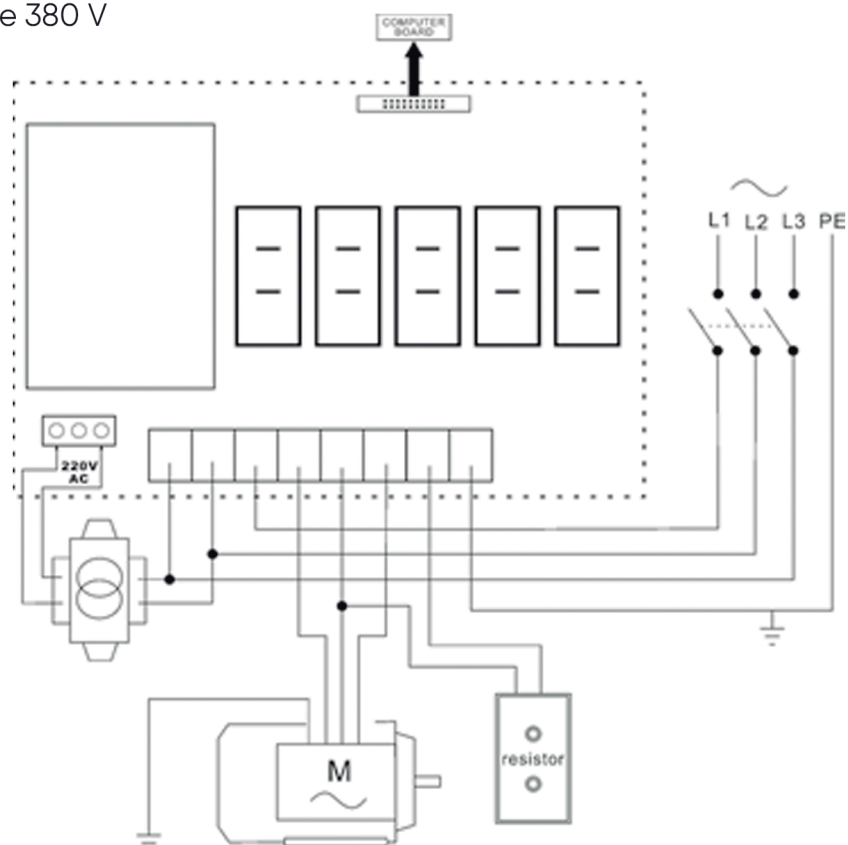 e 380 V
COMPUTER
BOARD
L1 L2 L3 PE
220V
AC
M
resistor